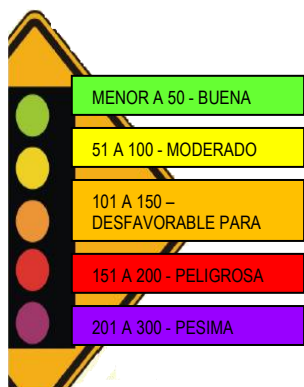 MENOR A 50 - BUENA
51 A 100 - MODERADO
101 A 150 –
DESFAVORABLE PARA
151 A 200 - PELIGROSA
201 A 300 - PESIMA